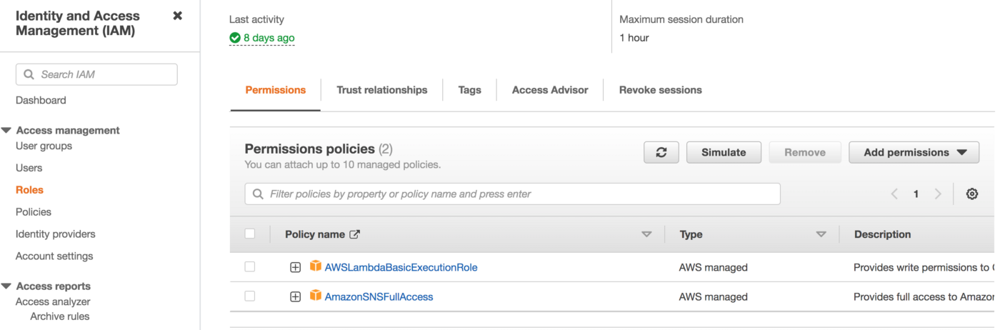 Identity and Access
Management (IAM)
Search IAM
Dashboard
Access management
User groups
Users
Roles
Policies
Identity providers
Account settings
Access reports
Access analyzer
Archive rules
Last activity
8 days ago
Maximum session duration
1 hour
Permissions
Trust relationships
Tags
Access Advisor
Revoke sessions
Permissions policies (2)
You can attach up to 10 managed policies.
Simulate
Remove
Add permissions
Filter policies by property or policy name and press enter
1
Policy name
Type
Description
AWSLambdaBasicExecutionRole
AWS managed
Provides write permissions to
AmazonSNSFullAccess
AWS managed
Provides full access to Amazon